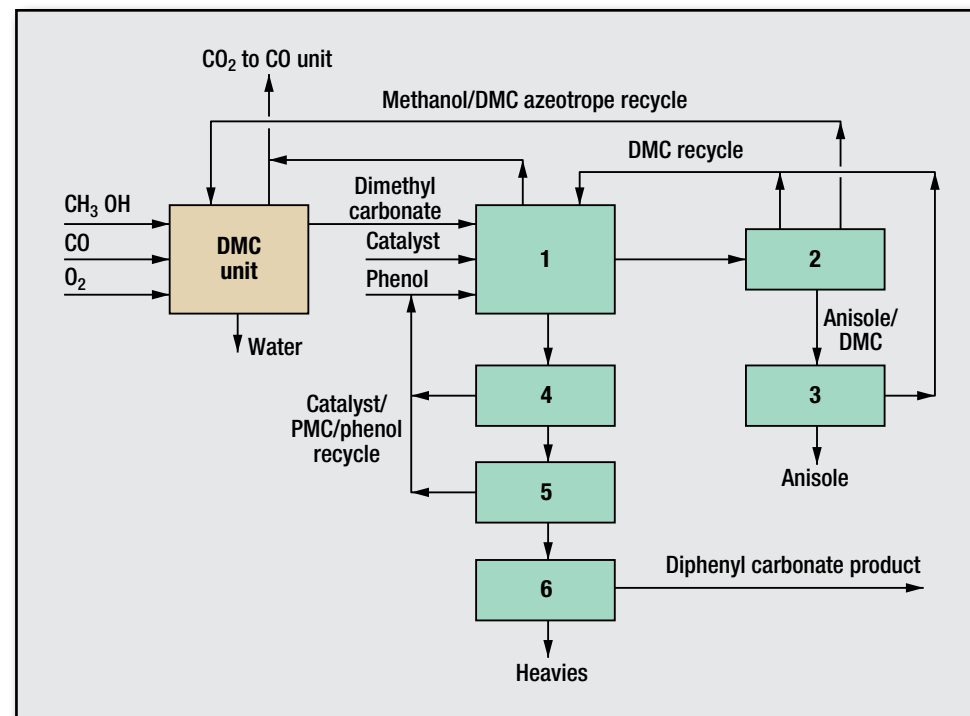 CO₂ to CO unit
Methanol/DMC azeotrope recycle
DMC recycle
CH₃ OH
CO
O₂
DMC
unit
Dimethyl
carbonate
Catalyst
Phenol
1
2
Water
Anisole/
DMC
3
4
Catalyst/
PMC/phenol
recycle
Anisole
5
6
Diphenyl carbonate product
Heavies